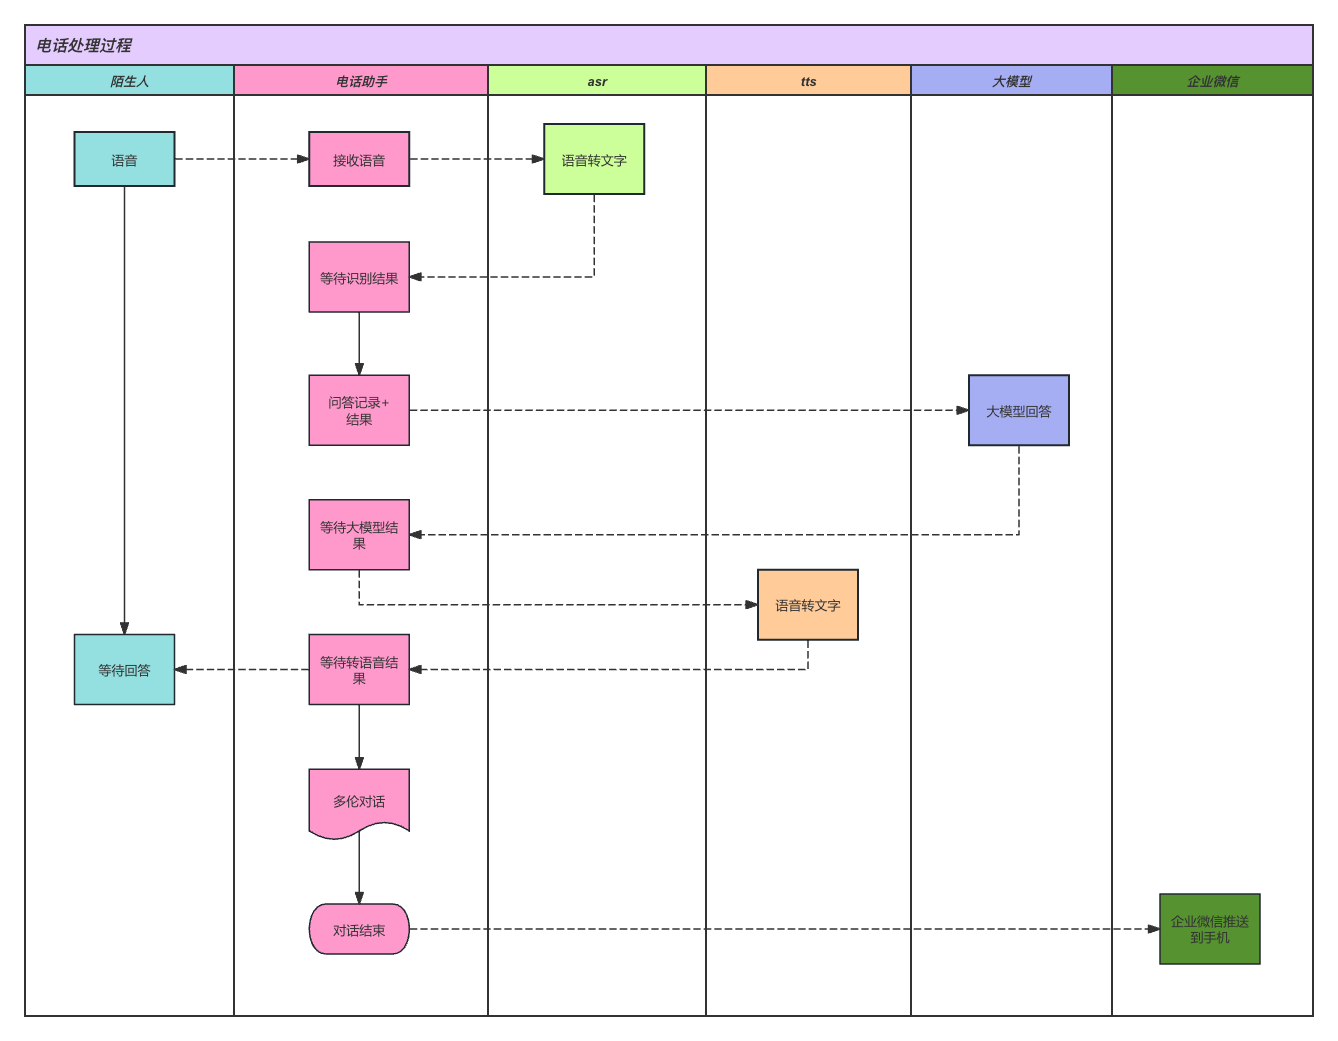 电话处理过程
陌生人
电话助手
asr
tts
大模型
企业微信
语音
接收语音
语音转文字
等待识别结果
问答记录+
结果
大模型回答
等待大模型结
果
语音转文字
等待回答
等待转语音结
果
多伦对话
对话结束
企业微信推送
到手机